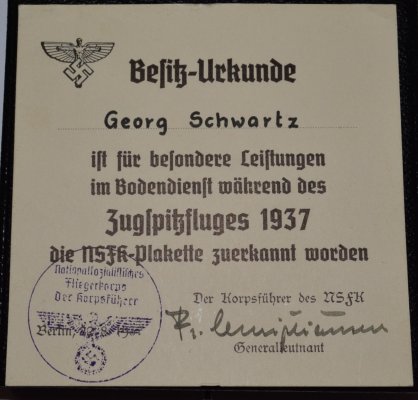 Besitz-Urkunde
Georg Schwartz
ist für besondere Leistungen
im Bodendienst während des
Zugspitzfluges 1937
die NSFK-Plakette zuerkannt worden
Nationalsozialistisches
Fliegerkorps
Der Korpsführer
Der Korpsführer des NSFK
Berlin,
Generalleutnant